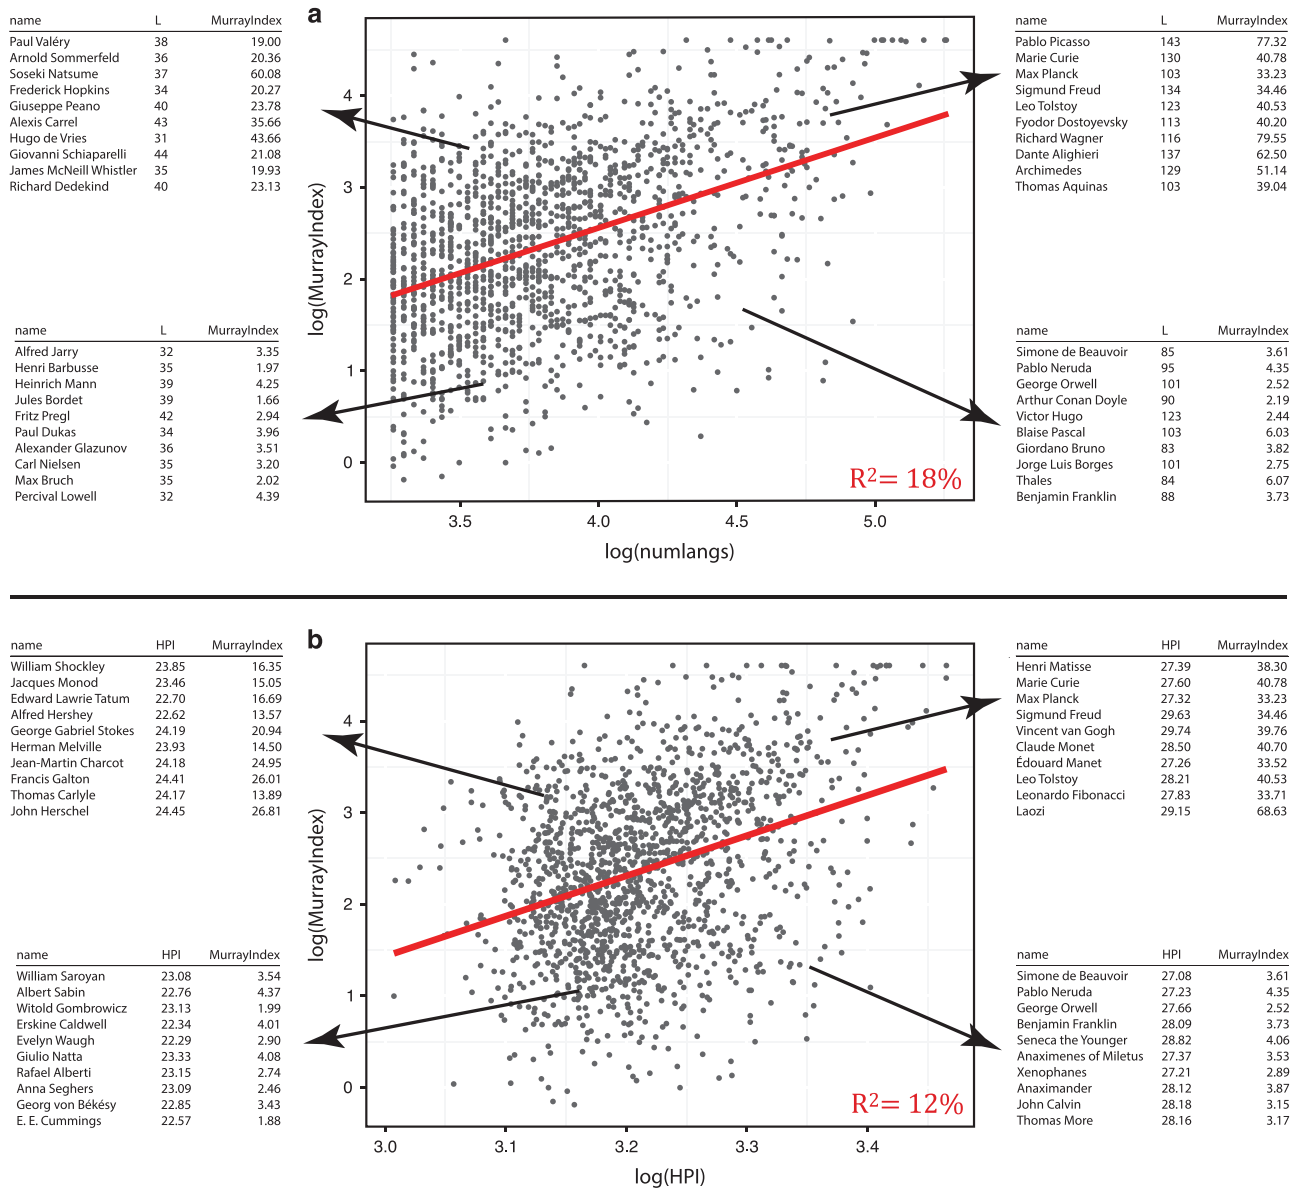 name L MurrayIndex
Paul Valéry 38 19.00
Arnold Sommerfeld 36 20.36
Soseki Natsume 37 60.08
Frederick Hopkins 34 20.27
Giuseppe Peano 40 23.78
Alexis Carrel 43 35.66
Hugo de Vries 31 43.66
Giovanni Schiaparelli 44 21.08
James McNeill Whistler 35 19.93
Richard Dedekind 40 23.13
name L MurrayIndex
Alfred Jarry 32 3.35
Henri Barbusse 35 1.97
Heinrich Mann 39 4.25
Jules Bordet 39 1.66
Fritz Pregl 42 2.94
Paul Dukas 34 3.96
Alexander Glazunov 36 3.51
Carl Nielsen 35 3.20
Max Bruch 35 2.02
Percival Lowell 32 4.39
a
log(MurrayIndex)
4
3
2
1
0
R²= 18%
3.5 4.0 4.5 5.0
log(numlangs)
name L MurrayIndex
Pablo Picasso 143 77.32
Marie Curie 130 40.78
Max Planck 103 33.23
Sigmund Freud 134 34.46
Leo Tolstoy 123 40.53
Fyodor Dostoyevsky 113 40.20
Richard Wagner 116 79.55
Dante Alighieri 137 62.50
Archimedes 129 51.14
Thomas Aquinas 103 39.04
name L MurrayIndex
Simone de Beauvoir 85 3.61
Pablo Neruda 95 4.35
George Orwell 101 2.52
Arthur Conan Doyle 90 2.19
Victor Hugo 123 2.44
Blaise Pascal 103 6.03
Giordano Bruno 83 3.82
Jorge Luis Borges 101 2.75
Thales 84 6.07
Benjamin Franklin 88 3.73
name HPI MurrayIndex
William Shockley 23.85 16.35
Jacques Monod 23.46 15.05
Edward Lawrie Tatum 22.70 16.69
Alfred Hershey 22.62 13.57
George Gabriel Stokes 24.19 20.94
Herman Melville 23.93 14.50
Jean-Martin Charcot 24.18 24.95
Francis Galton 24.41 26.01
Thomas Carlyle 24.17 13.89
John Herschel 24.45 26.81
name HPI MurrayIndex
William Saroyan 23.08 3.54
Albert Sabin 22.76 4.37
Witold Gombrowicz 23.13 1.99
Erskine Caldwell 22.34 4.01
Evelyn Waugh 22.29 2.90
Giulio Natta 23.33 4.08
Rafael Alberti 23.15 2.74
Anna Seghers 23.09 2.46
Georg von Békésy 22.85 3.43
E. E. Cummings 22.57 1.88
b
log(MurrayIndex)
4
3
2
1
0
R²= 12%
3.0 3.1 3.2 3.3 3.4
log(HPI)
name HPI MurrayIndex
Henri Matisse 27.39 38.30
Marie Curie 27.60 40.78
Max Planck 27.32 33.23
Sigmund Freud 29.63 34.46
Vincent van Gogh 29.74 39.76
Claude Monet 28.50 40.70
Édouard Manet 27.26 33.52
Leo Tolstoy 28.21 40.53
Leonardo Fibonacci 27.83 33.71
Laozi 29.15 68.63
name HPI MurrayIndex
Simone de Beauvoir 27.08 3.61
Pablo Neruda 27.23 4.35
George Orwell 27.66 2.52
Benjamin Franklin 28.09 3.73
Seneca the Younger 28.82 4.06
Anaximenes of Miletus 27.37 3.53
Xenophanes 27.21 2.89
Anaximander 28.12 3.87
John Calvin 28.18 3.15
Thomas More 28.16 3.17